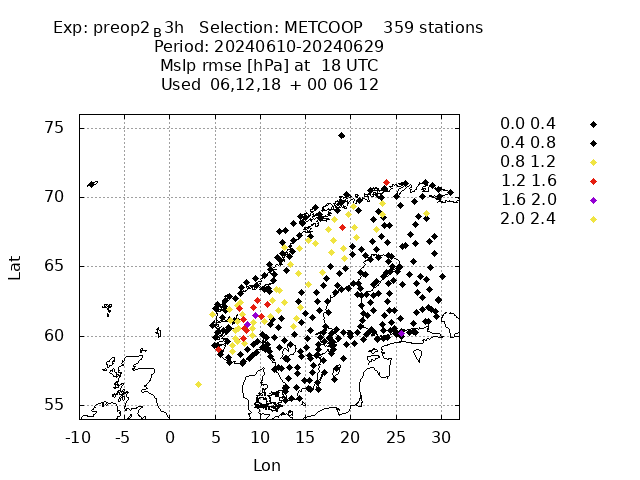 Exp: preop2_B3h Selection: METCOOP 359 stations
Period: 20240610-20240629
Mslp rmse [hPa] at 18 UTC
Used 06,12,18 + 00 06 12
0.0 0.4
0.4 0.8
0.8 1.2
1.2 1.6
1.6 2.0
2.0 2.4
75
70
65
60
55
Lat
-10 -5 0 5 10 15 20 25 30
Lon